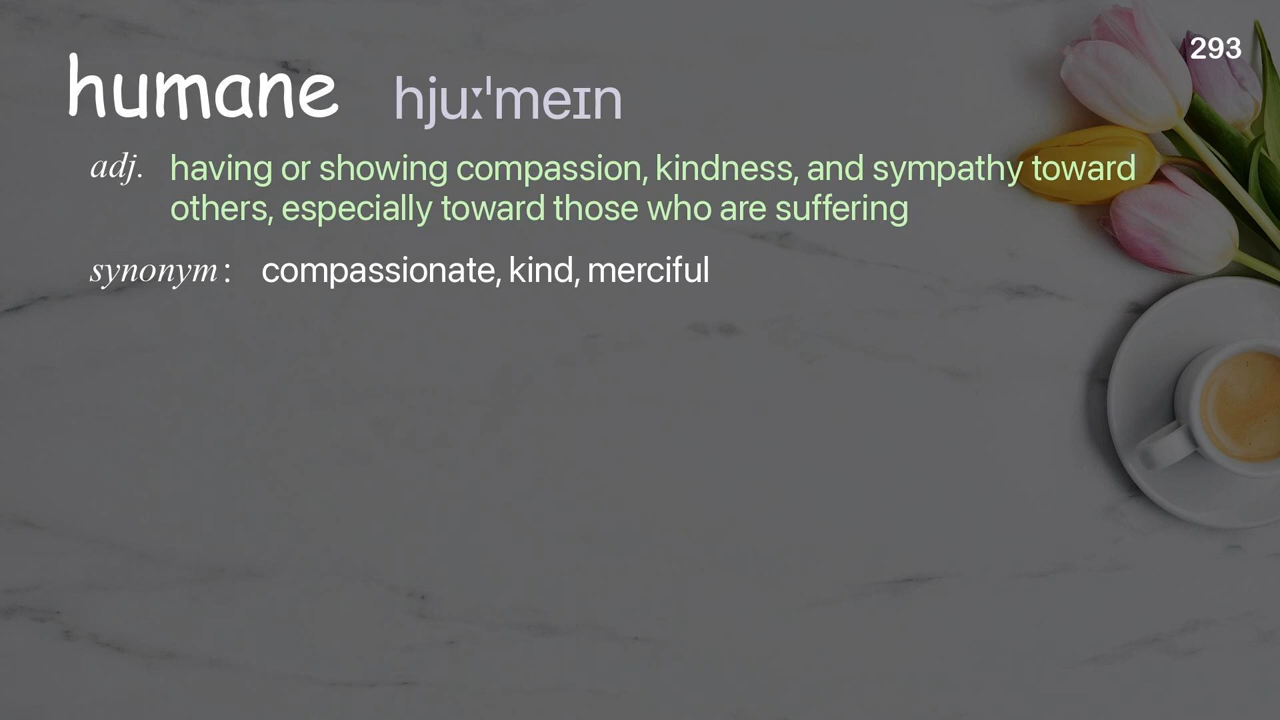 293
humane hjuːˈmeɪn
adj. having or showing compassion, kindness, and sympathy toward
others, especially toward those who are suffering
synonym : compassionate, kind, merciful